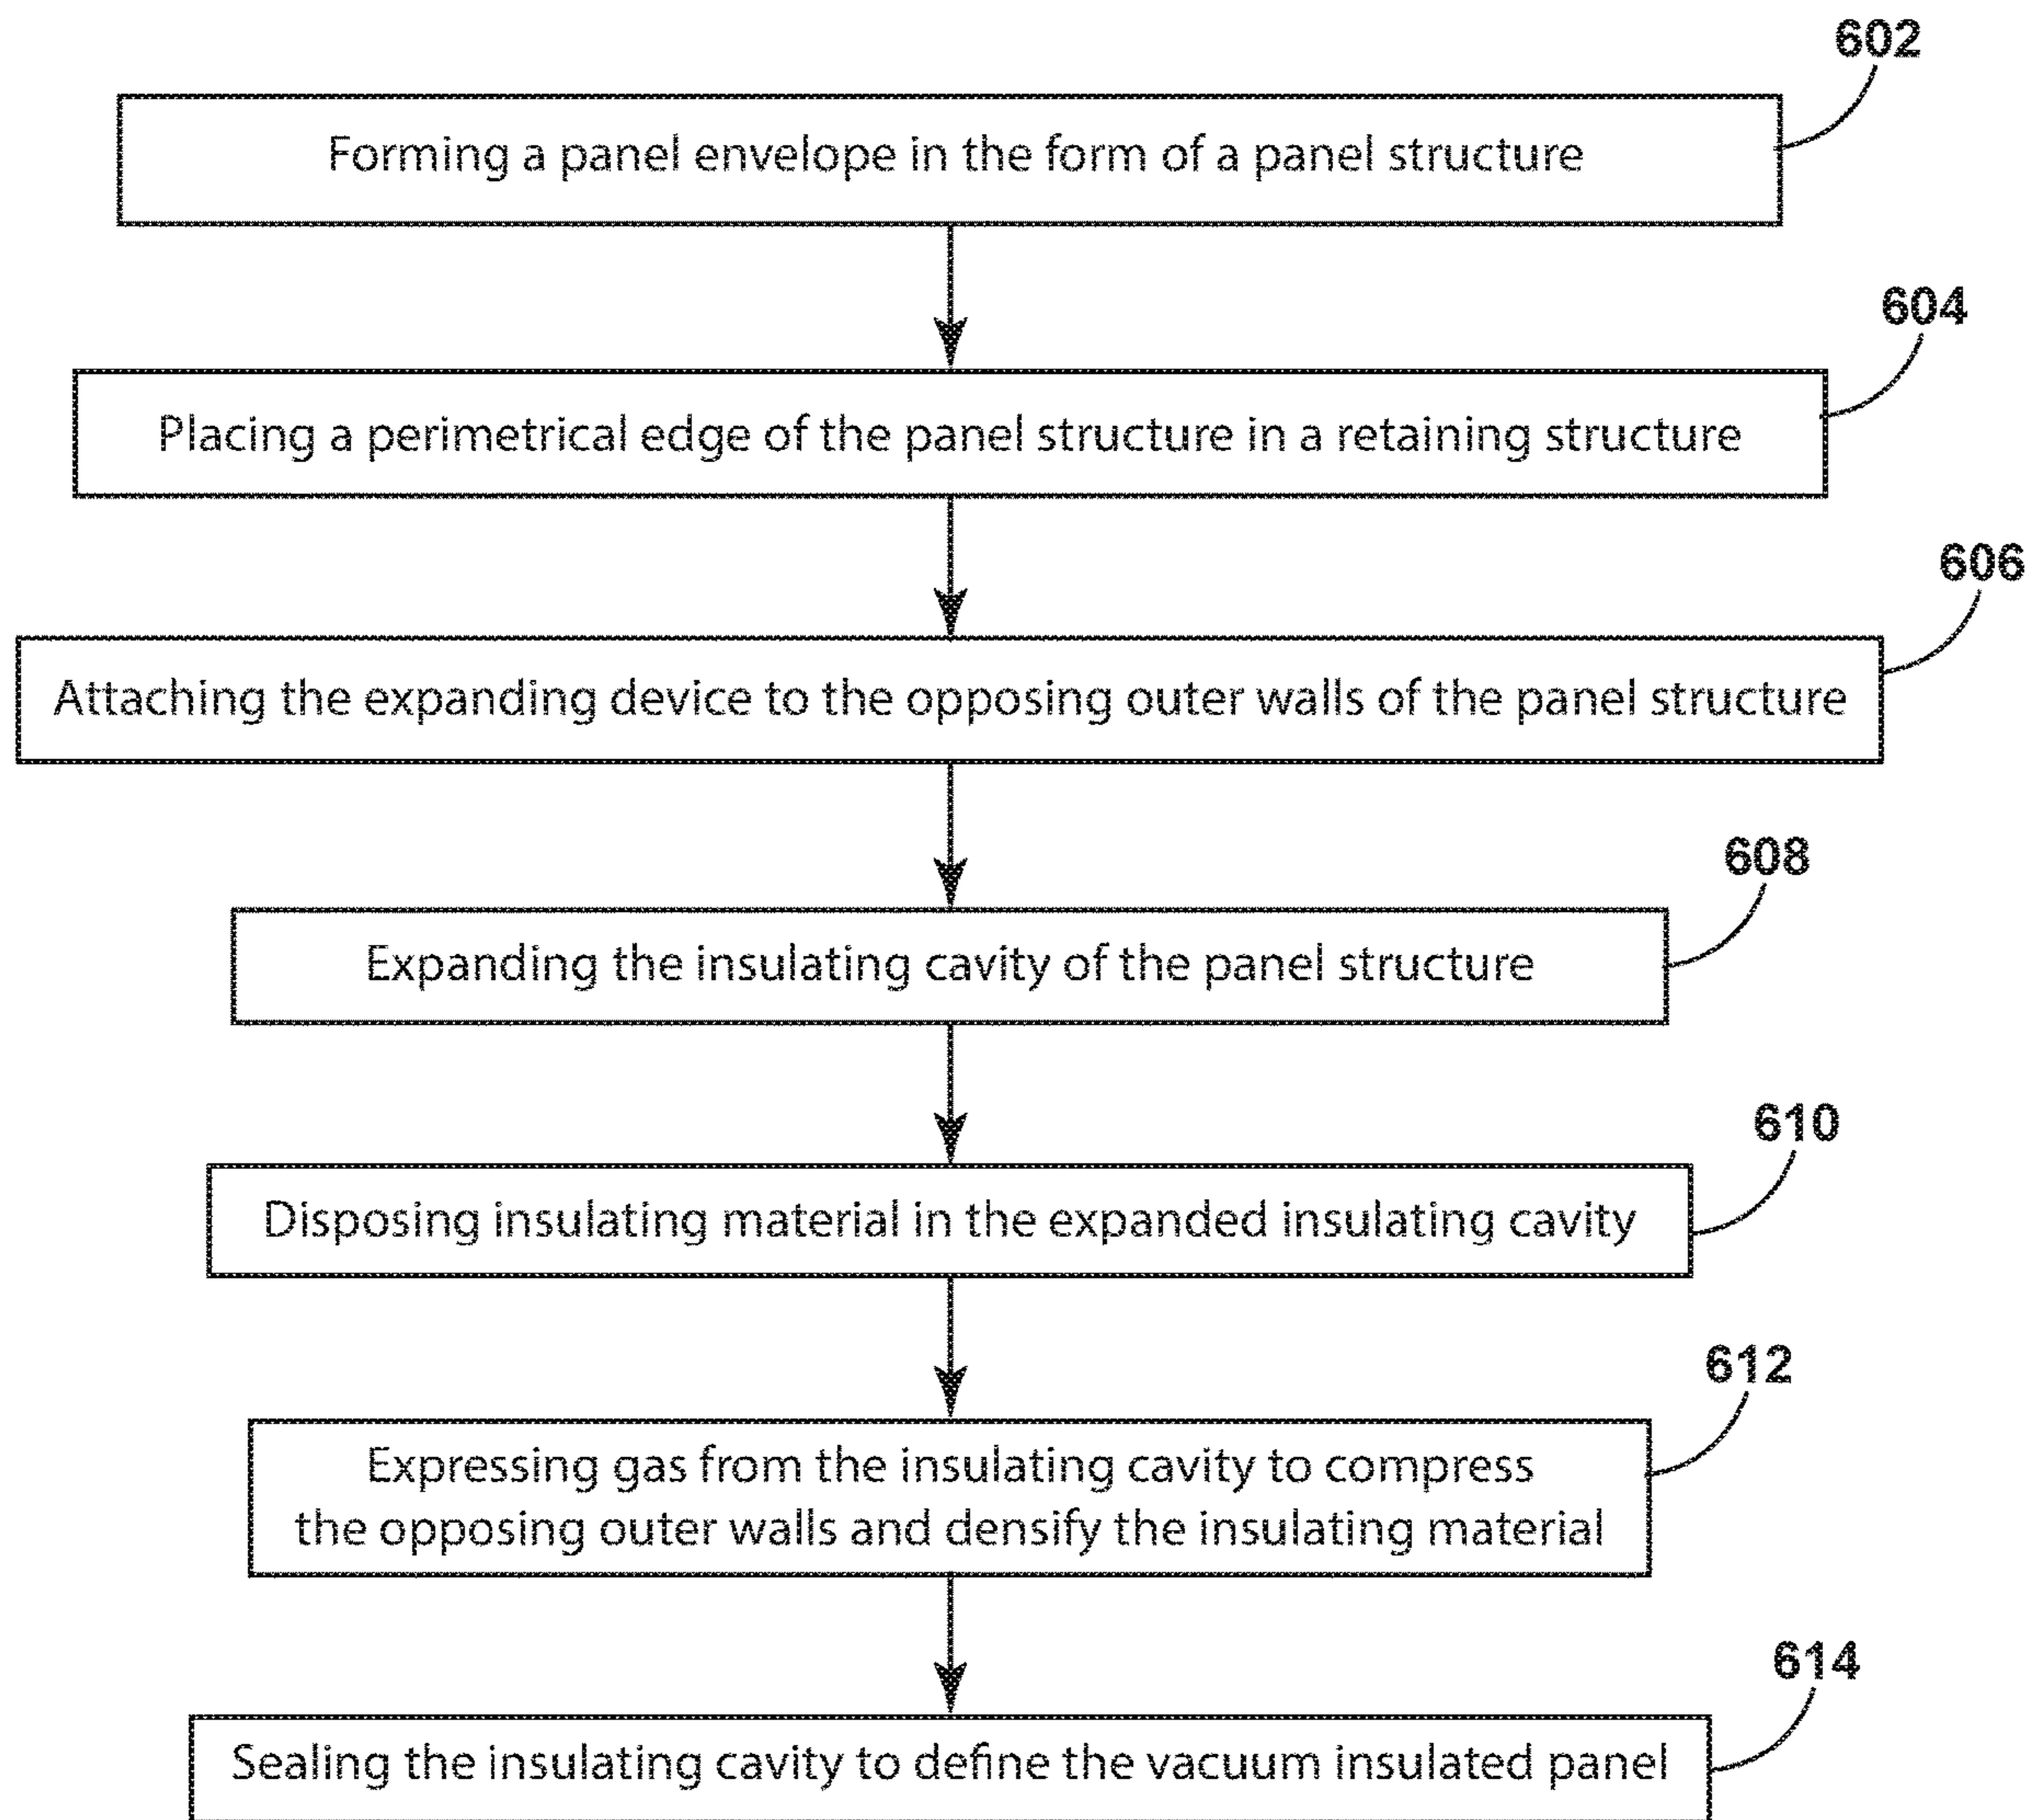 602
Forming a panel envelope in the form of a panel structure
604
Placing a perimetrical edge of the panel structure in a retaining structure
606
Attaching the expanding device to the opposing outer walls of the panel structure
608
Expanding the insulating cavity of the panel structure
610
Disposing insulating material in the expanded insulating cavity
612
Expressing gas from the insulating cavity to compress
the opposing outer walls and densify the insulating material
614
Sealing the insulating cavity to define the vacuum insulated panel